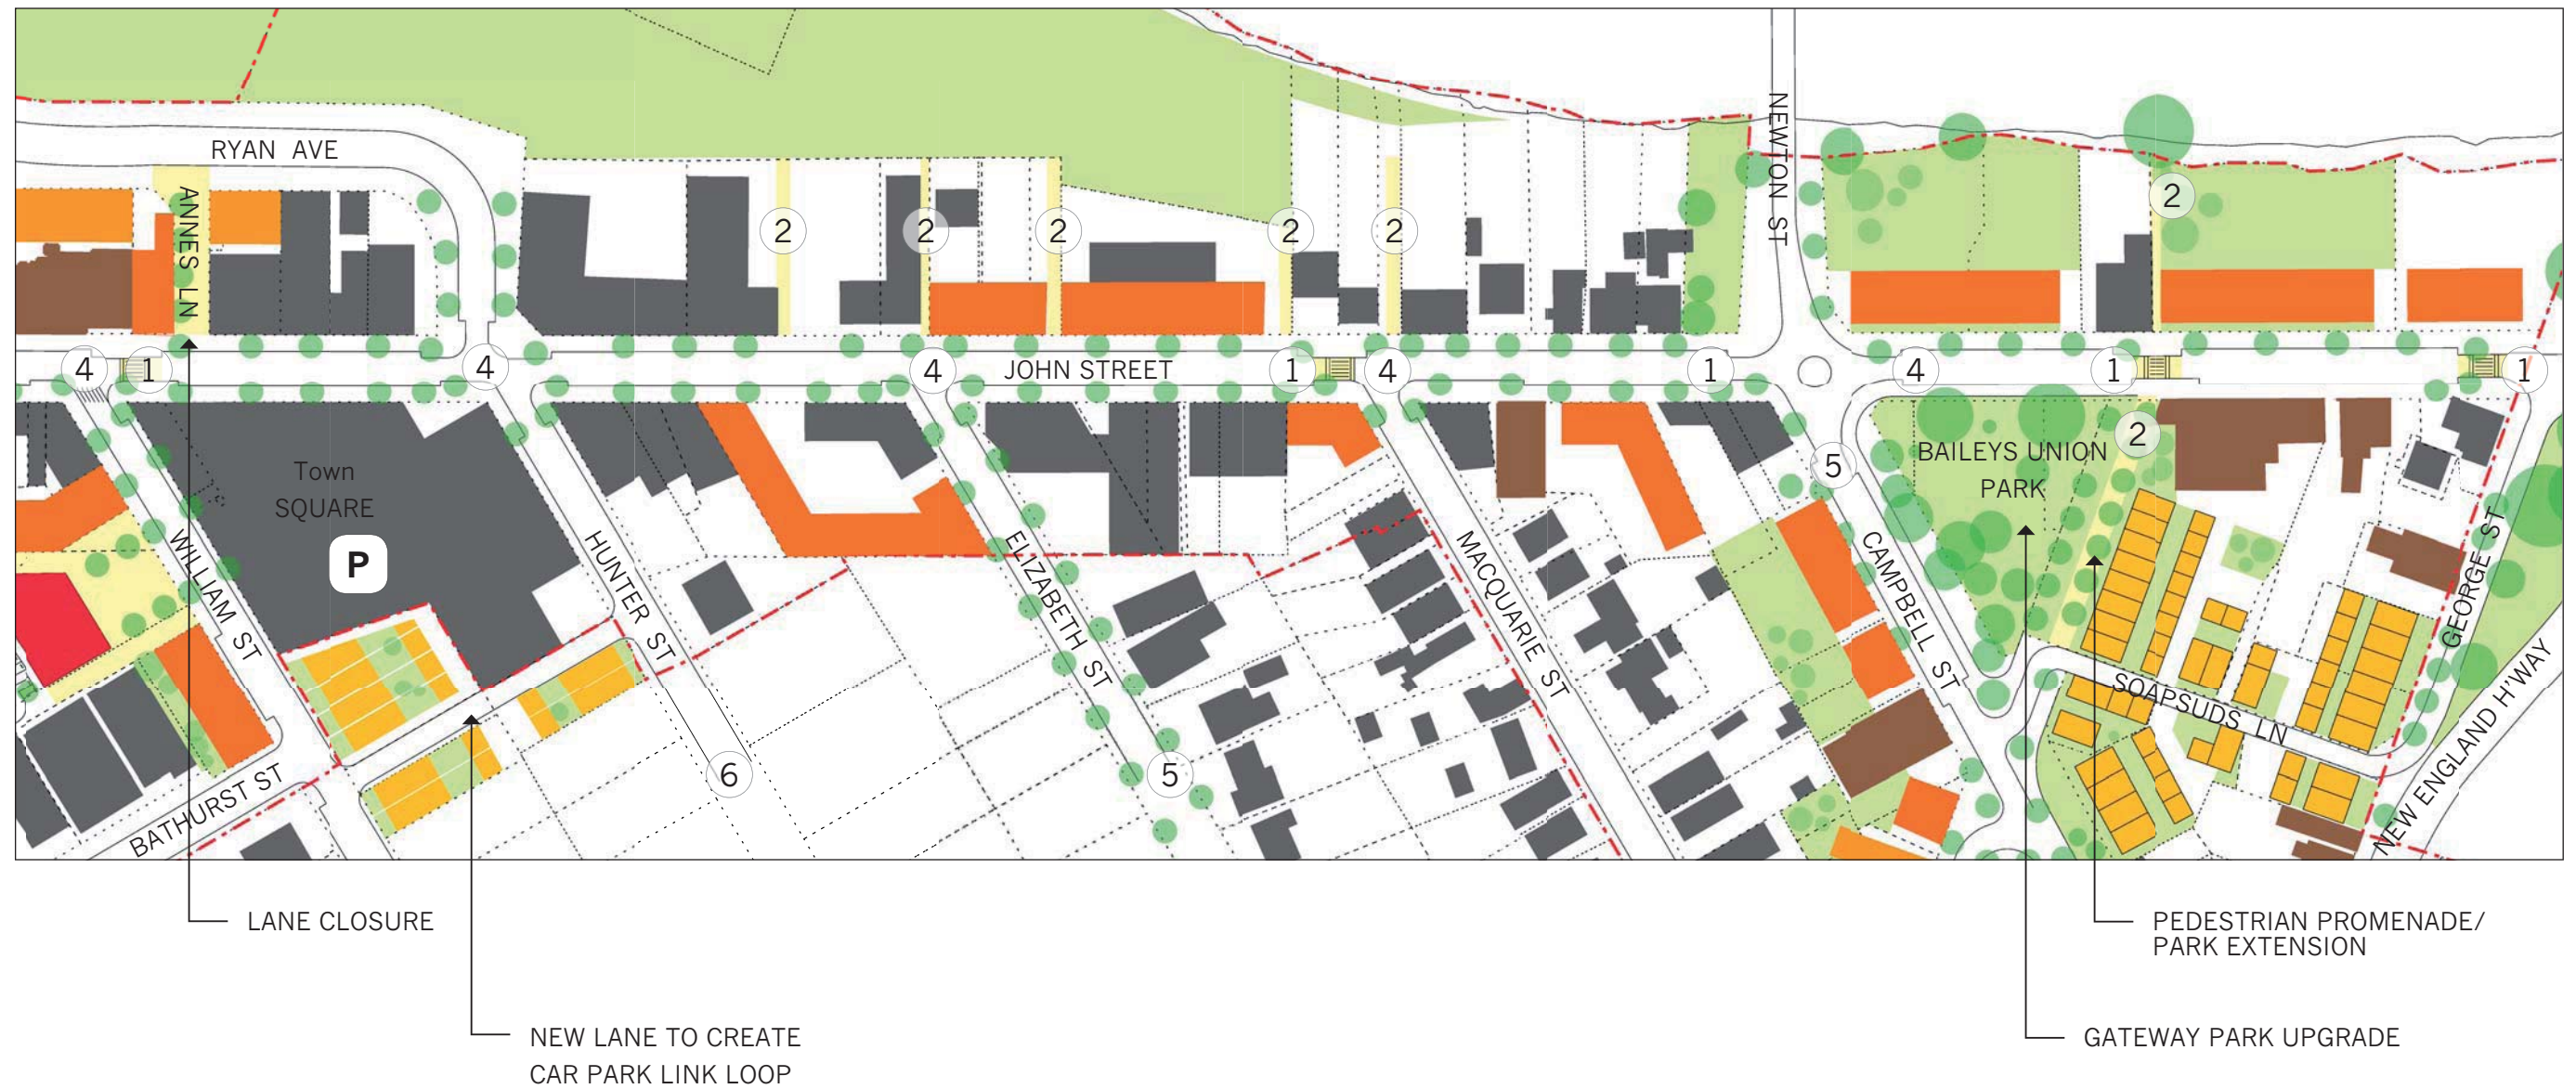 RYAN AVE
ANNES LN
NEWTON ST
2
2
2
2
2
2
4
1
4
4
JOHN STREET
1
4
1
4
1
1
Town
SQUARE
P
WILLIAM ST
HUNTER ST
ELIZABETH ST
MACQUARIE ST
CAMPBELL ST
5
BAILEYS UNION
PARK
2
GEORGE ST
SOAPSUDS LN
NEW ENGLAND H'WAY
BATHURST ST
6
5
LANE CLOSURE
PEDESTRIAN PROMENADE/
PARK EXTENSION
NEW LANE TO CREATE
CAR PARK LINK LOOP
GATEWAY PARK UPGRADE